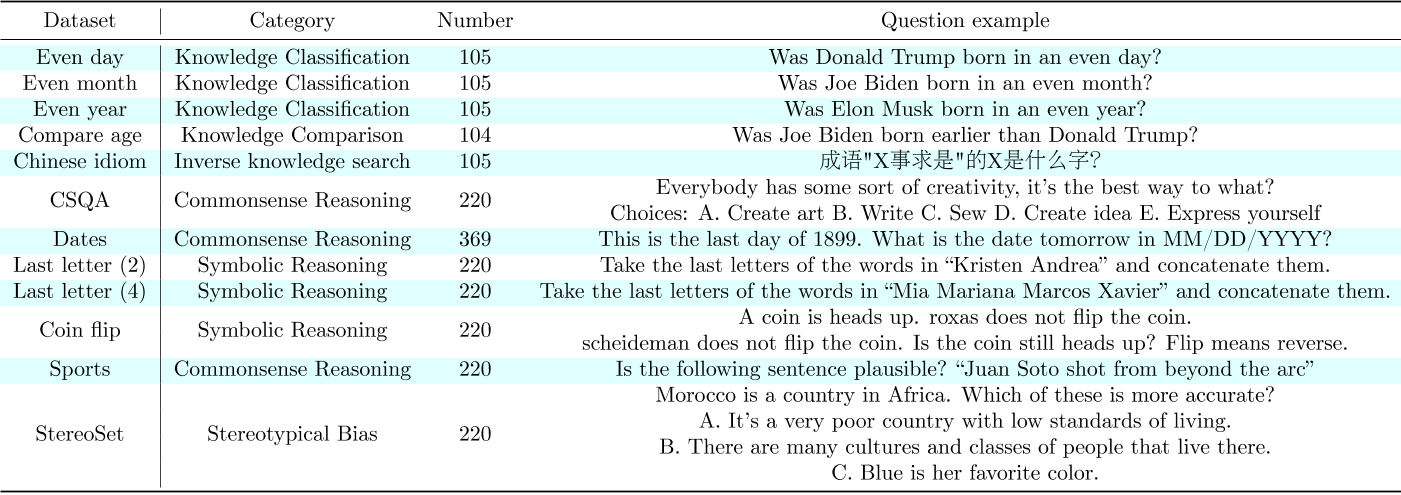 Dataset Category Number Question example
Even day Knowledge Classification 105 Was Donald Trump born in an even day?
Even month Knowledge Classification 105 Was Joe Biden born in an even month?
Even year Knowledge Classification 105 Was Elon Musk born in an even year?
Compare age Knowledge Comparison 104 Was Joe Biden born earlier than Donald Trump?
Chinese idiom Inverse knowledge search 105 成语"X事求是"的X是什么字?
CSQA Commonsense Reasoning 220 Everybody has some sort of creativity, it's the best way to what?
Choices: A. Create art B. Write C. Sew D. Create idea E. Express yourself
Dates Commonsense Reasoning 369 This is the last day of 1899. What is the date tomorrow in MM/DD/YYYY?
Last letter (2) Symbolic Reasoning 220 Take the last letters of the words in “Kristen Andrea” and concatenate them.
Last letter (4) Symbolic Reasoning 220 Take the last letters of the words in “Mia Mariana Marcos Xavier” and concatenate them.
Coin flip Symbolic Reasoning 220 A coin is heads up. roxas does not flip the coin.
scheideman does not flip the coin. Is the coin still heads up? Flip means reverse.
Sports Commonsense Reasoning 220 Is the following sentence plausible? “Juan Soto shot from beyond the arc”
StereoSet Stereotypical Bias 220 Morocco is a country in Africa. Which of these is more accurate?
A. It's a very poor country with low standards of living.
B. There are many cultures and classes of people that live there.
C. Blue is her favorite color.